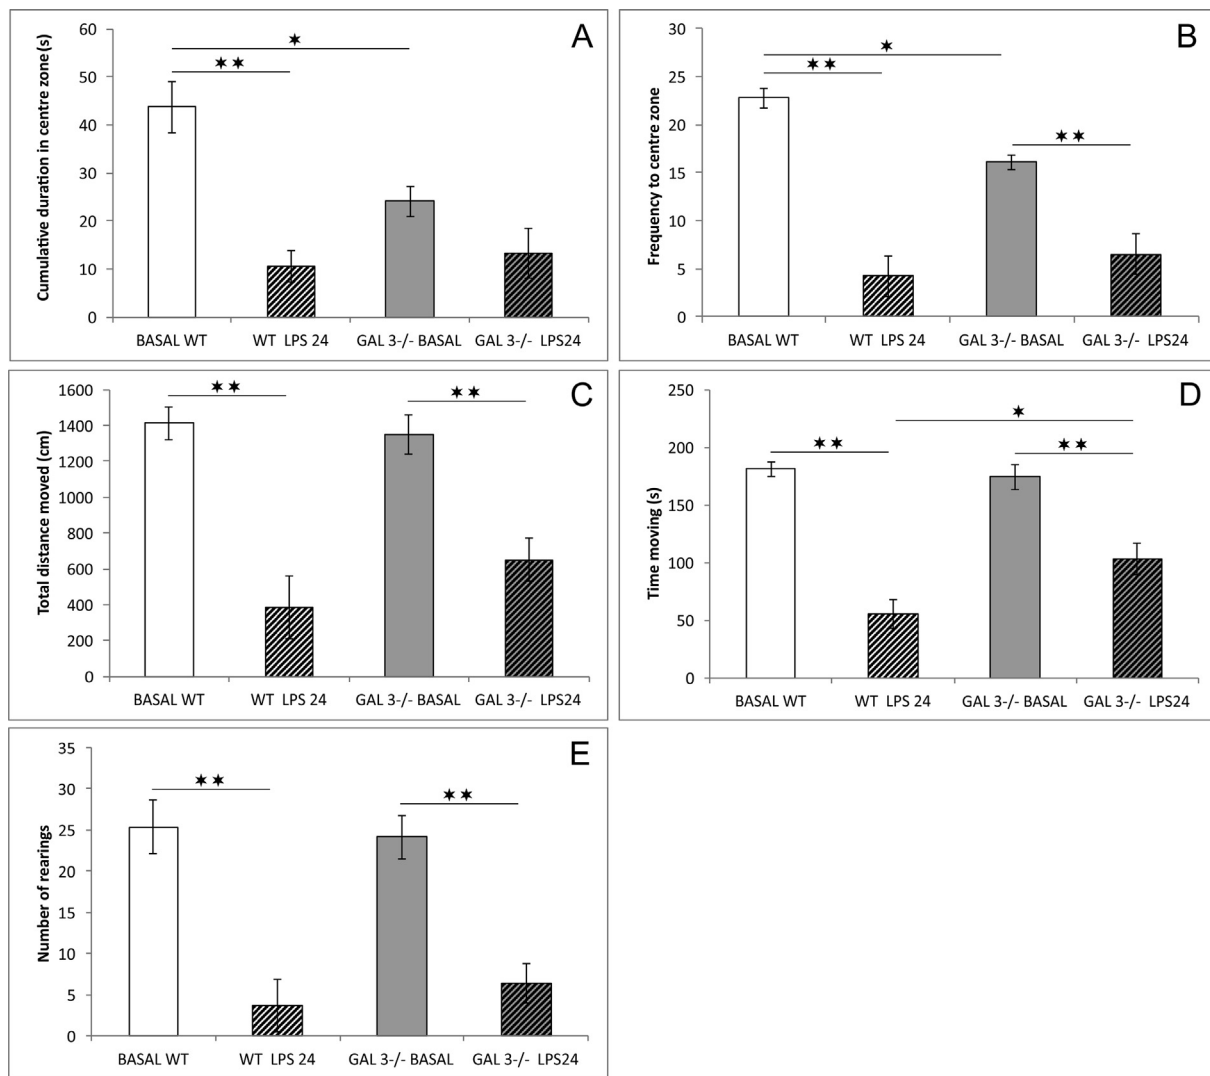 A
Cumulative duration in centre zone (s)
60
50
40
30
20
10
0
★
★★
BASAL WT
WT LPS 24
GAL 3-/- BASAL
GAL 3-/- LPS24
B
Frequency to centre zone
30
25
20
15
10
5
0
★
★★
★★
BASAL WT
WT LPS 24
GAL 3-/- BASAL
GAL 3-/- LPS24
C
Total distance moved (cm)
1600
1400
1200
1000
800
600
400
200
0
★★
★★
BASAL WT
WT LPS 24
GAL 3-/- BASAL
GAL 3-/- LPS24
D
Time moving (s)
250
200
150
100
50
0
★
★★
★★
BASAL WT
WT LPS 24
GAL 3-/- BASAL
GAL 3-/- LPS24
E
Number of rearings
35
30
25
20
15
10
5
0
★★
★★
BASAL WT
WT LPS 24
GAL 3-/- BASAL
GAL 3-/- LPS24